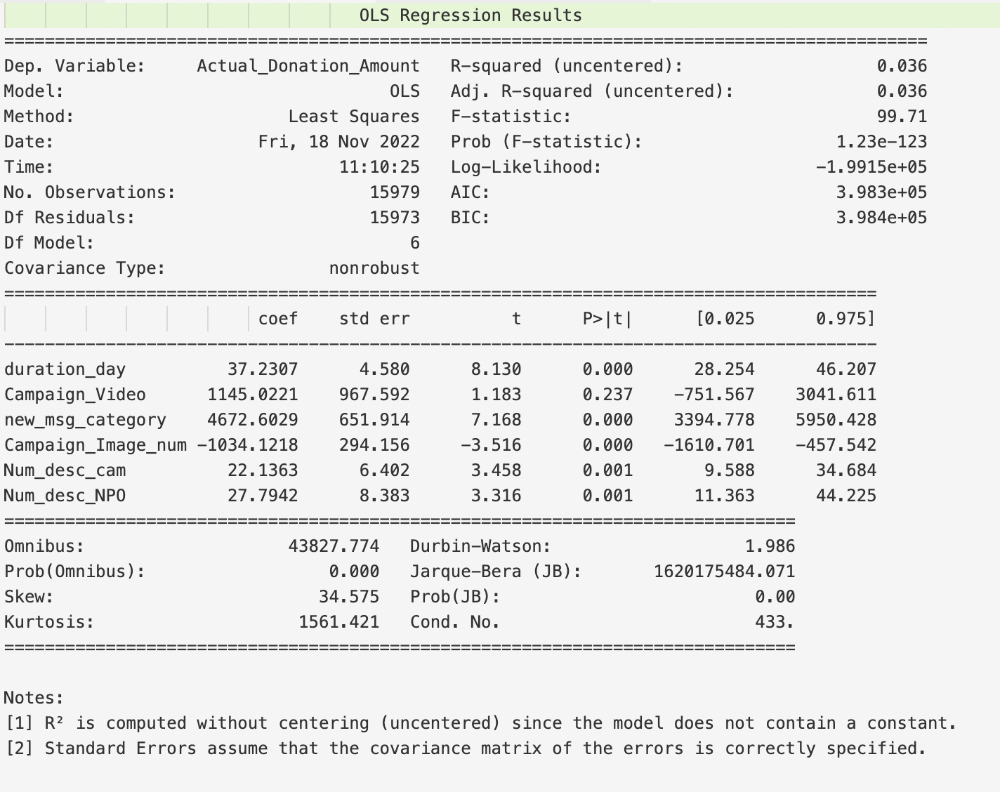 OLS Regression Results
==============================================================================
Dep. Variable: Actual_Donation_Amount R-squared (uncentered): 0.036
Model: OLS Adj. R-squared (uncentered): 0.036
Method: Least Squares F-statistic: 99.71
Date: Fri, 18 Nov 2022 Prob (F-statistic): 1.23e-123
Time: 11:10:25 Log-Likelihood: -1.9915e+05
No. Observations: 15979 AIC: 3.983e+05
Df Residuals: 15973 BIC: 3.984e+05
Df Model: 6
Covariance Type: nonrobust
==============================================================================
coef std err t P>|t| [0.025 0.975]
------------------------------------------------------------------------------
duration_day 37.2307 4.580 8.130 0.000 28.254 46.207
Campaign_Video 1145.0221 967.592 1.183 0.237 -751.567 3041.611
new_msg_category 4672.6029 651.914 7.168 0.000 3394.778 5950.428
Campaign_Image_num -1034.1218 294.156 -3.516 0.000 -1610.701 -457.542
Num_desc_cam 22.1363 6.402 3.458 0.001 9.588 34.684
Num_desc_NPO 27.7942 8.383 3.316 0.001 11.363 44.225
==============================================================================
Omnibus: 43827.774 Durbin-Watson: 1.986
Prob(Omnibus): 0.000 Jarque-Bera (JB): 1620175484.071
Skew: 34.575 Prob(JB): 0.00
Kurtosis: 1561.421 Cond. No. 433.
==============================================================================
Notes:
[1] R² is computed without centering (uncentered) since the model does not contain a constant.
[2] Standard Errors assume that the covariance matrix of the errors is correctly specified.